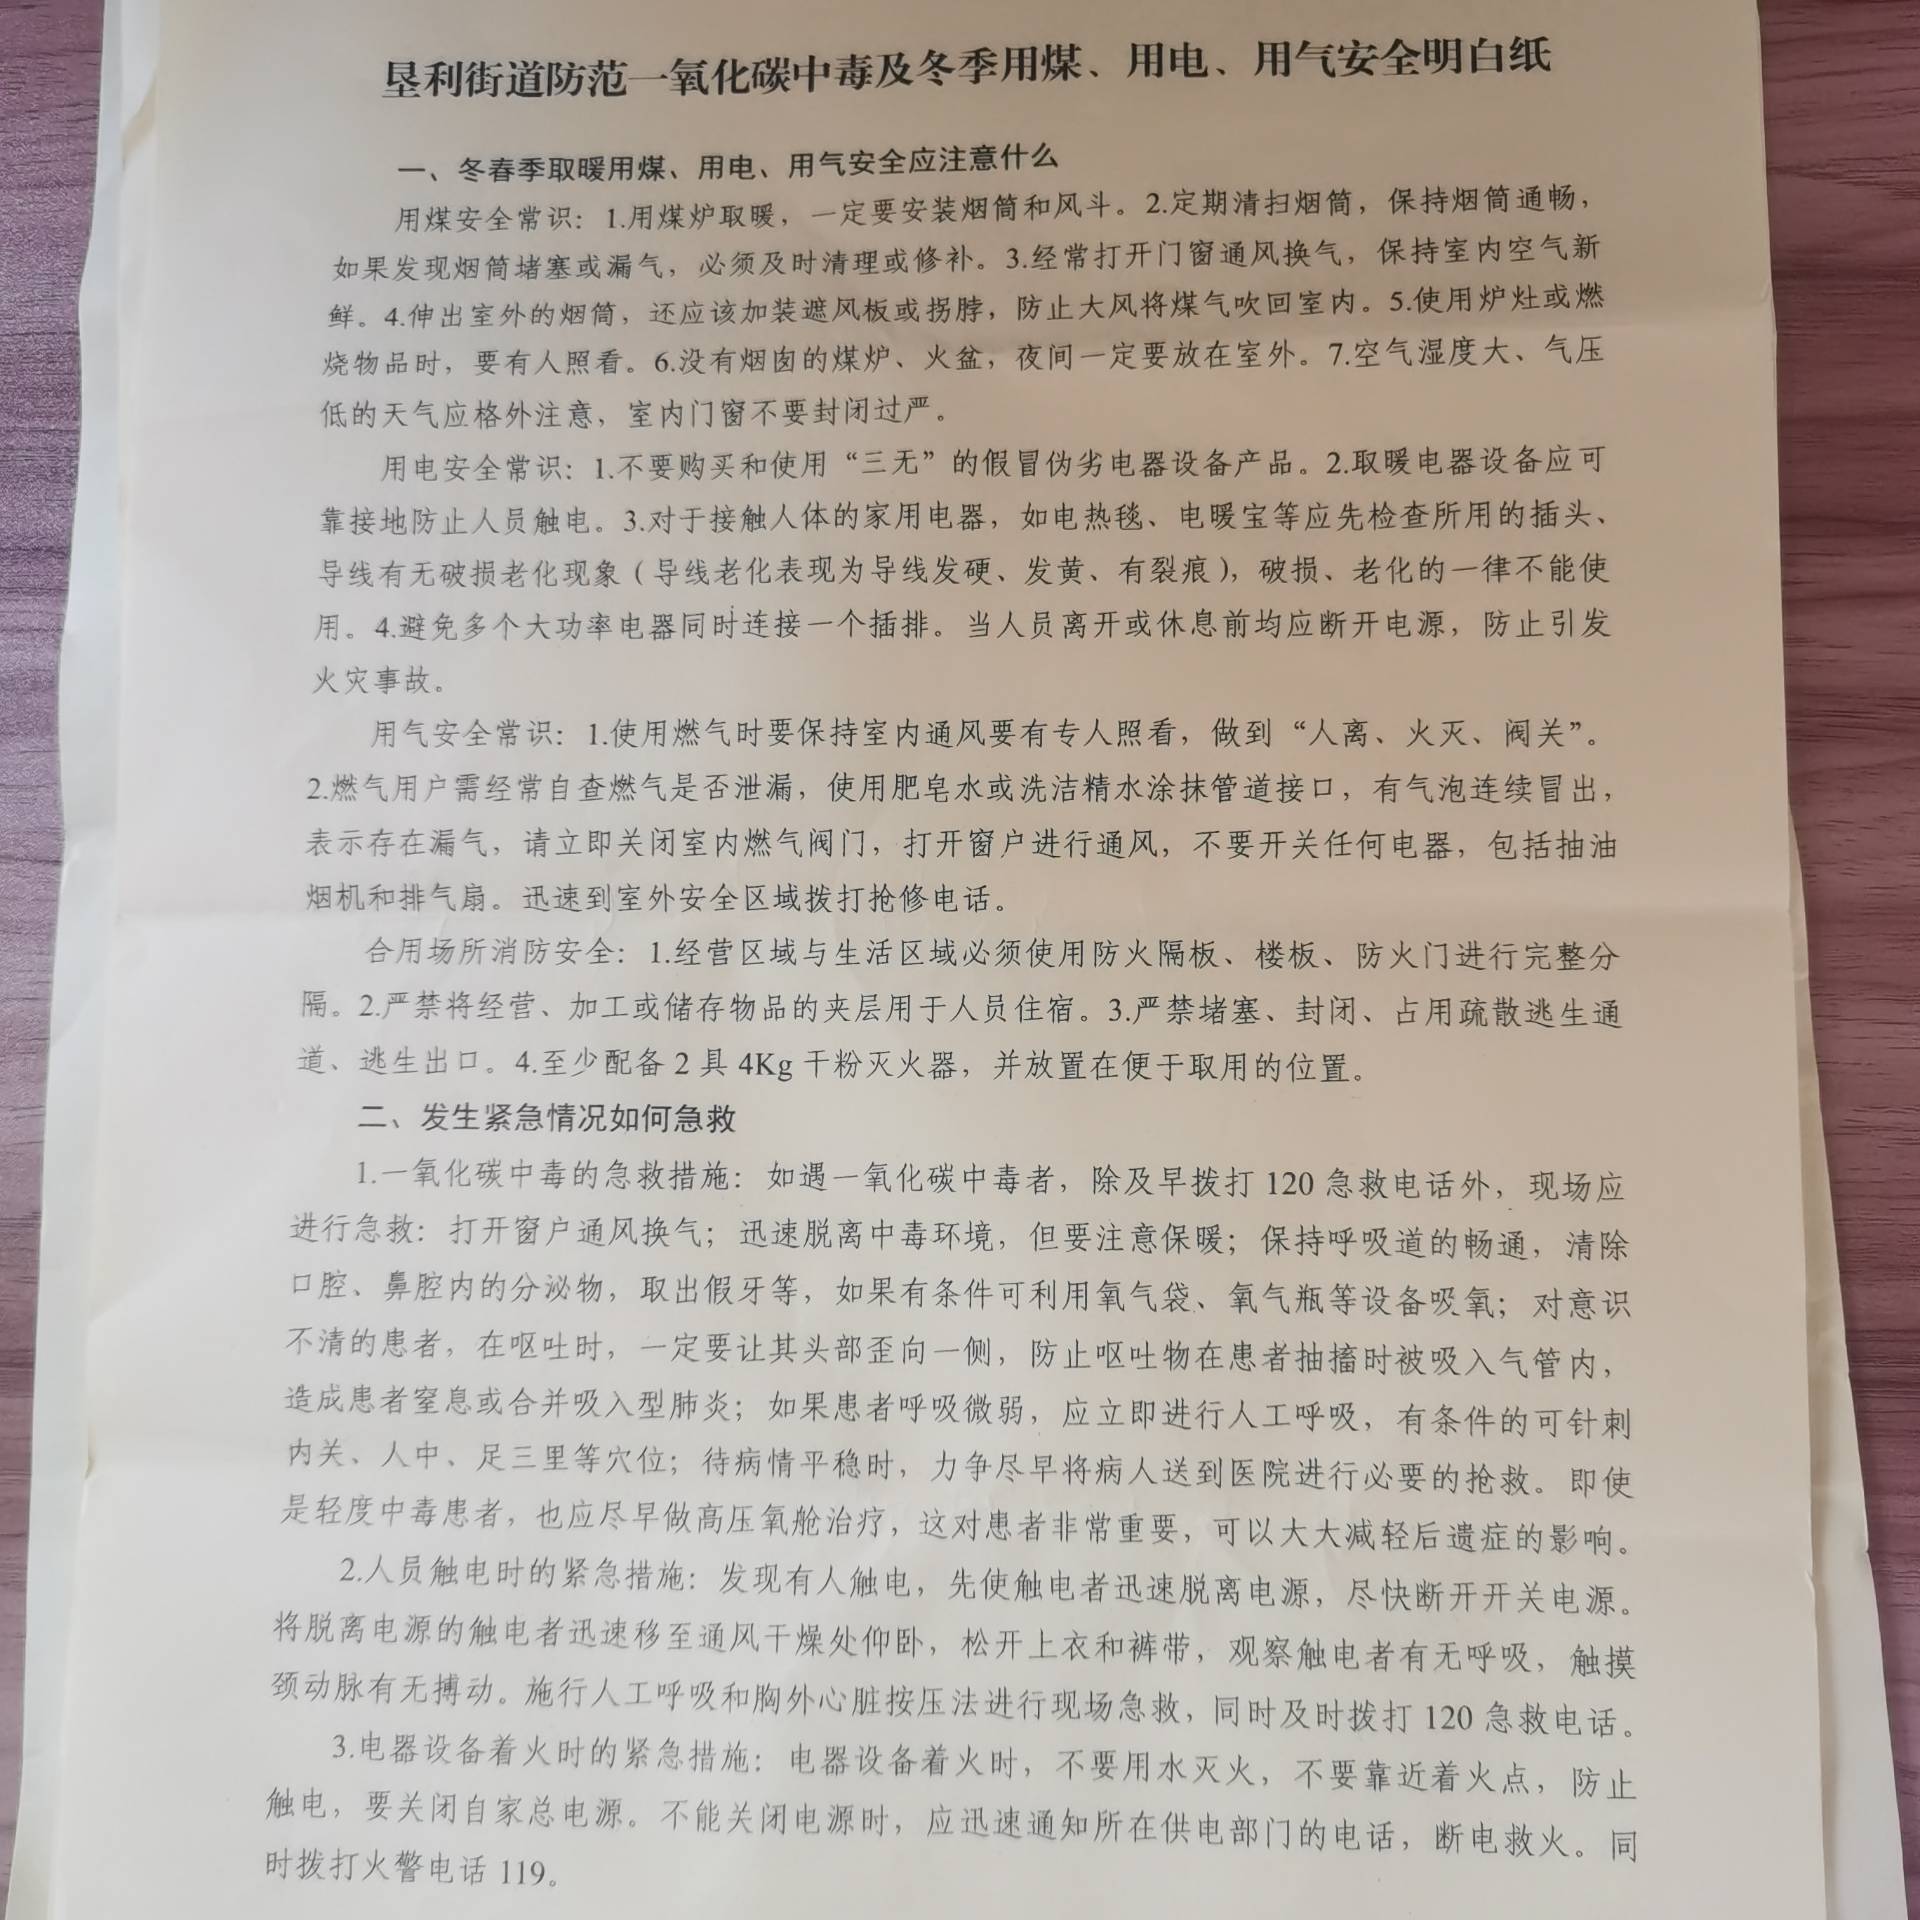 垦利街道防范一氧化碳中毒及冬季用煤、用电、用气安全明白纸
一、冬春季取暖用煤、用电、用气安全应注意什么
用煤安全常识：1.用煤炉取暖，一定要安装烟筒和风斗。2.定期清扫烟筒，保持烟筒通畅，
如果发现烟筒堵塞或漏气，必须及时清理或修补。3.经常打开门窗通风换气，保持室内空气新
鲜。4.伸出室外的烟筒，还应该加装遮风板或拐脖，防止大风将煤气吹回室内。5.使用炉灶或燃
烧物品时，要有人照看。6.没有烟囱的煤炉、火盆，夜间一定要放在室外。7.空气湿度大、气压
低的天气应格外注意，室内门窗不要封闭过严。
用电安全常识：1.不要购买和使用“三无”的假冒伪劣电器设备产品。2.取暖电器设备应可
靠接地防止人员触电。3.对于接触人体的家用电器，如电热毯、电暖宝等应先检查所用的插头、
导线有无破损老化现象（导线老化表现为导线发硬、发黄、有裂痕），破损、老化的一律不能使
用。4.避免多个大功率电器同时连接一个插排。当人员离开或休息前均应断开电源，防止引发
火灾事故。
用气安全常识：1.使用燃气时要保持室内通风要有专人照看，做到“人离、火灭、阀关”。
2.燃气用户需经常自查燃气是否泄漏，使用肥皂水或洗洁精水涂抹管道接口，有气泡连续冒出，
表示存在漏气，请立即关闭室内燃气阀门，打开窗户进行通风，不要开关任何电器，包括抽油
烟机和排气扇。迅速到室外安全区域拨打抢修电话。
合用场所消防安全：1.经营区域与生活区域必须使用防火隔板、楼板、防火门进行完整分
隔。2.严禁将经营、加工或储存物品的夹层用于人员住宿。3.严禁堵塞、封闭、占用疏散逃生通
道、逃生出口。4.至少配备2具4Kg干粉灭火器，并放置在便于取用的位置。
二、发生紧急情况如何急救
1.一氧化碳中毒的急救措施：如遇一氧化碳中毒者，除及早拨打120急救电话外，现场应
进行急救：打开窗户通风换气；迅速脱离中毒环境，但要注意保暖；保持呼吸道的畅通，清除
口腔、鼻腔内的分泌物，取出假牙等，如果有条件可利用氧气袋、氧气瓶等设备吸氧；对意识
不清的患者，在呕吐时，一定要让其头部歪向一侧，防止呕吐物在患者抽搐时被吸入气管内，
造成患者窒息或合并吸入型肺炎；如果患者呼吸微弱，应立即进行人工呼吸，有条件的可针刺
内关、人中、足三里等穴位；待病情平稳时，力争尽早将病人送到医院进行必要的抢救。即使
是轻度中毒患者，也应尽早做高压氧舱治疗，这对患者非常重要，可以大大减轻后遗症的影响。
2.人员触电时的紧急措施：发现有人触电，先使触电者迅速脱离电源，尽快断开开关电源。
将脱离电源的触电者迅速移至通风干燥处仰卧，松开上衣和裤带，观察触电者有无呼吸，触摸
颈动脉有无搏动。施行人工呼吸和胸外心脏按压法进行现场急救，同时及时拨打120急救电话。
3.电器设备着火时的紧急措施：电器设备着火时，不要用水灭火，不要靠近着火点，防止
触电，要关闭自家总电源。不能关闭电源时，应迅速通知所在供电部门的电话，断电救火。同
时拨打火警电话119。